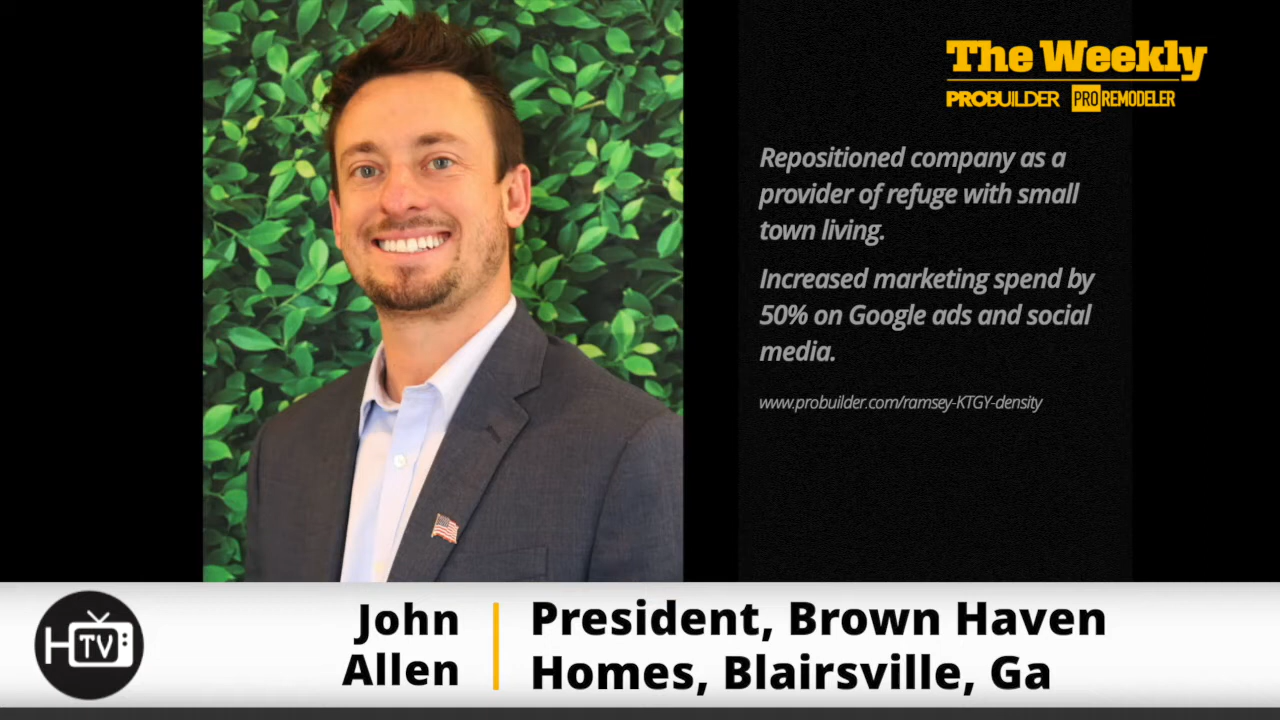 The Weekly
PROBUILDER PRO REMODELER
Repositioned company as a
provider of refuge with small
town living.
Increased marketing spend by
50% on Google ads and social
media.
www.probuilder.com/ramsey-KTGY-density
HTV
John
Allen
President, Brown Haven
Homes, Blairsville, Ga